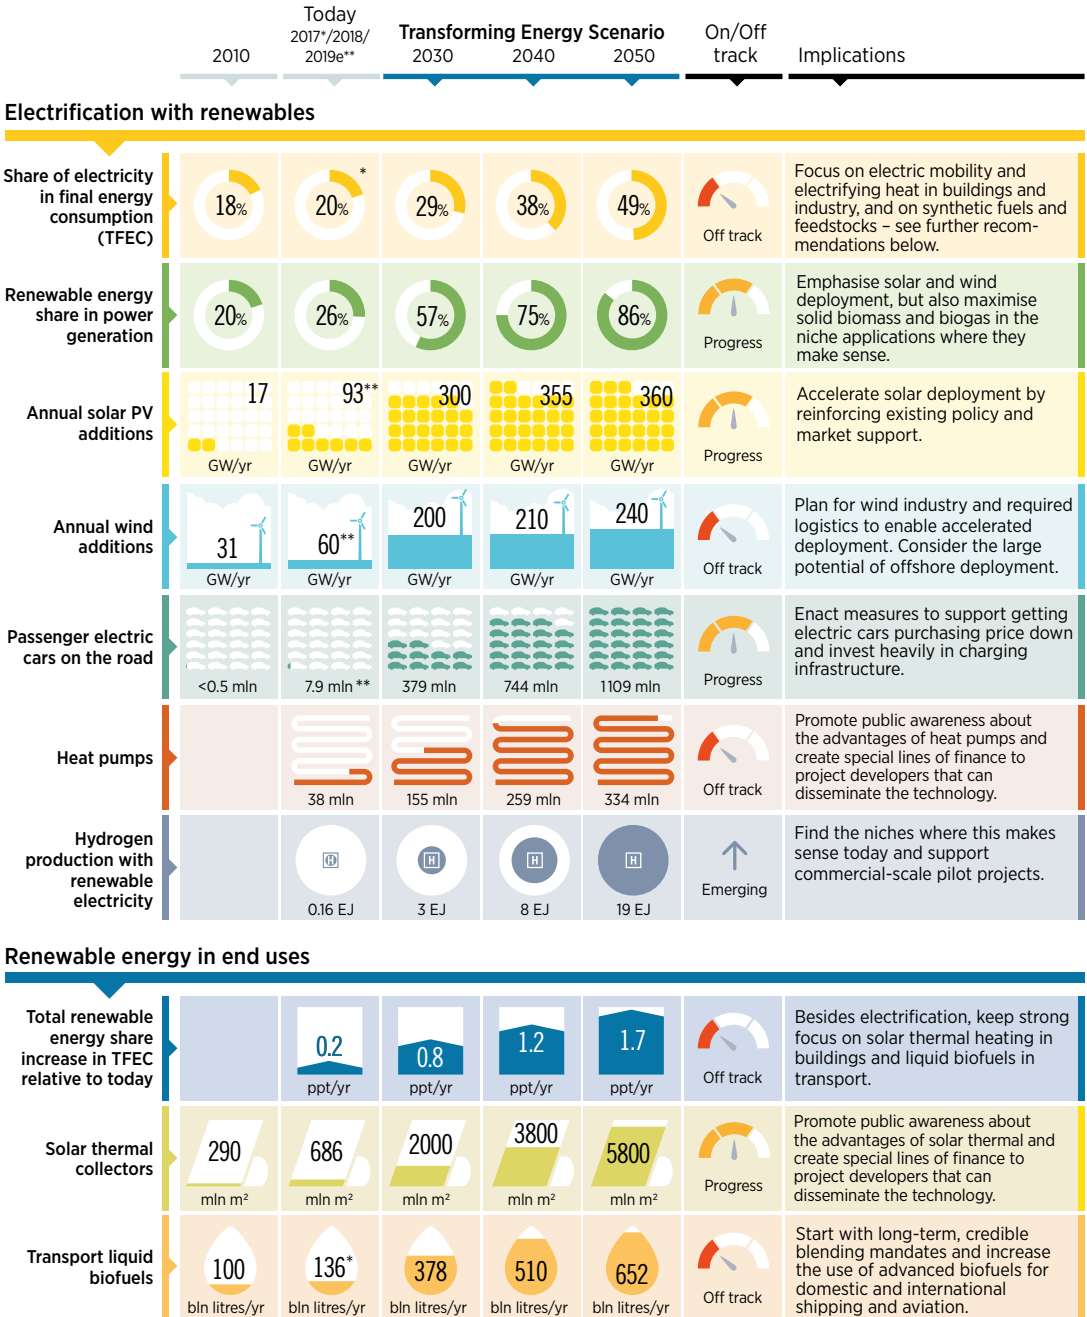 Today
2017*/2018/
2019e**
Transforming Energy Scenario
On/Off
track
2010
2030
2040
2050
Implications
Electrification with renewables
Share of electricity
in final energy
consumption
(TFEC)
18%
20%
*
29%
38%
49%
Off track
Focus on electric mobility and
electrifying heat in buildings and
industry, and on synthetic fuels and
feedstocks – see further recom-
mendations below.
Renewable energy
share in power
generation
20%
26%
57%
75%
86%
Progress
Emphasise solar and wind
deployment, but also maximise
solid biomass and biogas in the
niche applications where they
make sense.
Annual solar PV
additions
17
GW/yr
93**
GW/yr
300
GW/yr
355
GW/yr
360
GW/yr
Progress
Accelerate solar deployment by
reinforcing existing policy and
market support.
Annual wind
additions
31
GW/yr
60**
GW/yr
200
GW/yr
210
GW/yr
240
GW/yr
Off track
Plan for wind industry and required
logistics to enable accelerated
deployment. Consider the large
potential of offshore deployment.
Passenger electric
cars on the road
<0.5 mln
7.9 mln **
379 mln
744 mln
1109 mln
Progress
Enact measures to support getting
electric cars purchasing price down
and invest heavily in charging
infrastructure.
Heat pumps
38 mln
155 mln
259 mln
334 mln
Off track
Promote public awareness about
the advantages of heat pumps and
create special lines of finance to
project developers that can
disseminate the technology.
Hydrogen
production with
renewable
electricity
H
0.16 EJ
H
3 EJ
H
8 EJ
H
19 EJ
Emerging
Find the niches where this makes
sense today and support
commercial-scale pilot projects.
Renewable energy in end uses
Total renewable
energy share
increase in TFEC
relative to today
0.2
ppt/yr
0.8
ppt/yr
1.2
ppt/yr
1.7
ppt/yr
Off track
Besides electrification, keep strong
focus on solar thermal heating in
buildings and liquid biofuels in
transport.
Solar thermal
collectors
290
mln m²
686
mln m²
2000
mln m²
3800
mln m²
5800
mln m²
Progress
Promote public awareness about
the advantages of solar thermal and
create special lines of finance to
project developers that can
disseminate the technology.
Transport liquid
biofuels
100
bln litres/yr
136*
bln litres/yr
378
bln litres/yr
510
bln litres/yr
652
bln litres/yr
Off track
Start with long-term, credible
blending mandates and increase
the use of advanced biofuels for
domestic and international
shipping and aviation.